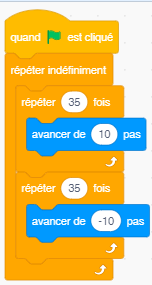 quand est cliqué
répéter indéfiniment
répéter 35 fois
avancer de 10 pas
répéter 35 fois
avancer de -10 pas